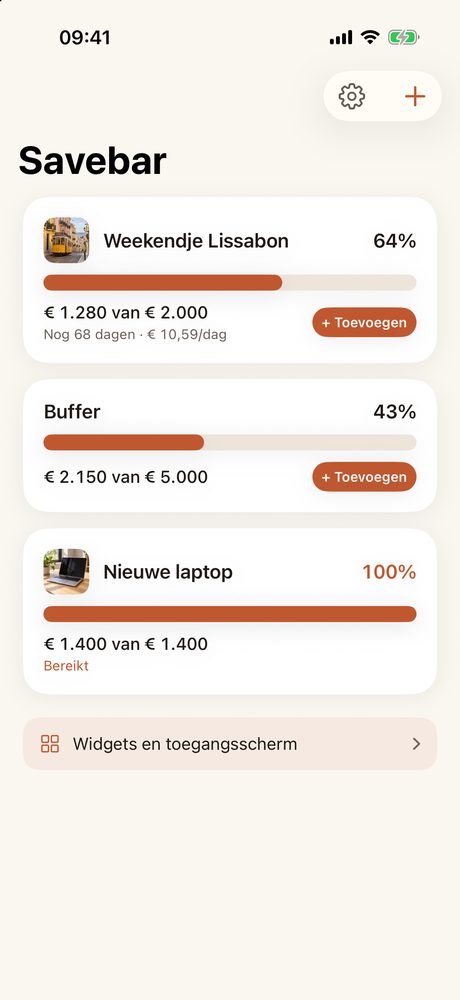 09:41
Savebar
Weekendje Lissabon 64%
€ 1.280 van € 2.000
Nog 68 dagen · € 10,59/dag
+ Toevoegen
Buffer 43%
€ 2.150 van € 5.000
+ Toevoegen
Nieuwe laptop 100%
€ 1.400 van € 1.400
Bereikt
Widgets en toegangsscherm